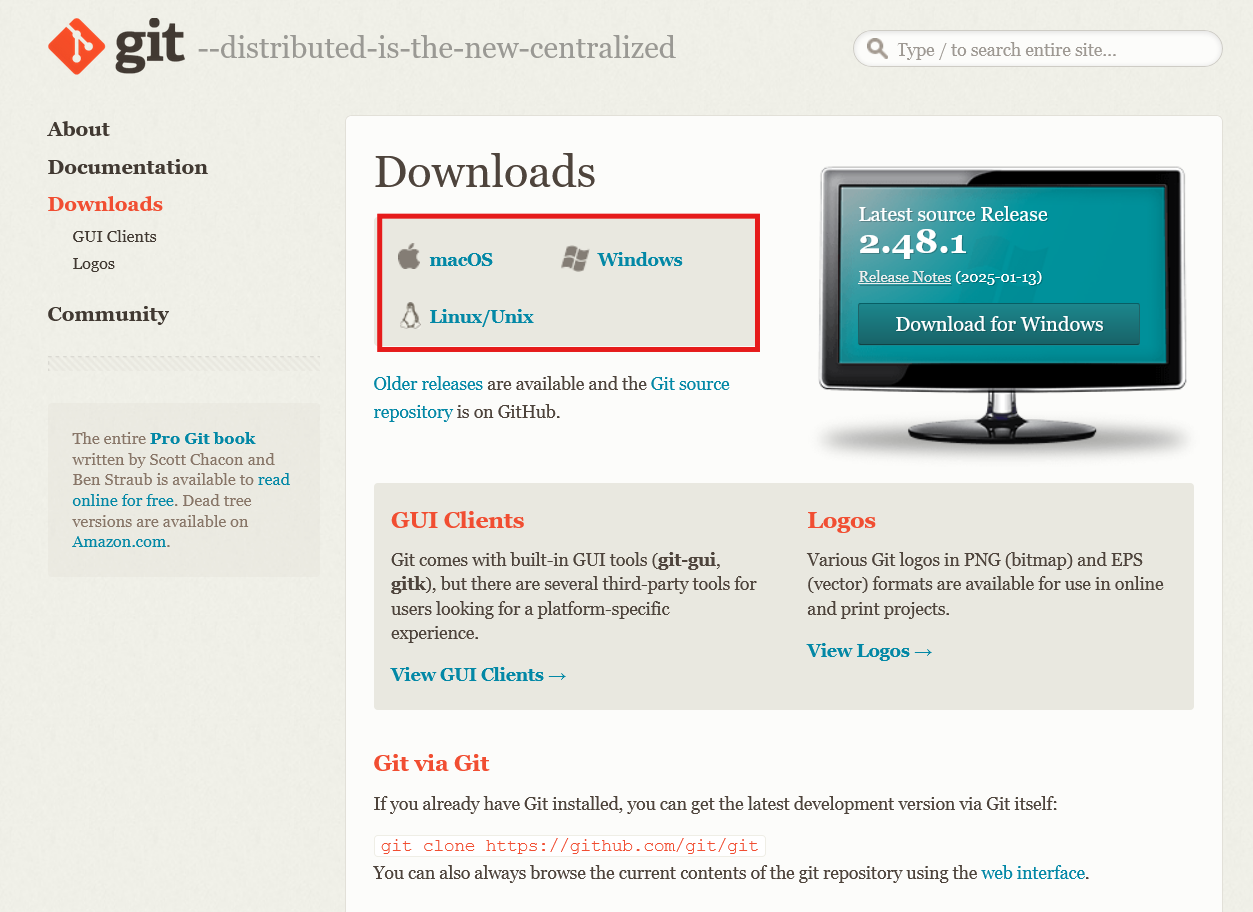 git --distributed-is-the-new-centralized
Type / to search entire site...
About
Documentation
Downloads
GUI Clients
Logos
Community
The entire Pro Git book
written by Scott Chacon and
Ben Straub is available to read
online for free. Dead tree
versions are available on
Amazon.com.
Downloads
macOS
Windows
Linux/Unix
Older releases are available and the Git source
repository is on GitHub.
Latest source Release
2.48.1
Release Notes (2025-01-13)
Download for Windows
GUI Clients
Git comes with built-in GUI tools (git-gui,
gitk), but there are several third-party tools for
users looking for a platform-specific
experience.
View GUI Clients →
Logos
Various Git logos in PNG (bitmap) and EPS
(vector) formats are available for use in online
and print projects.
View Logos →
Git via Git
If you already have Git installed, you can get the latest development version via Git itself:
git clone https://github.com/git/git
You can also always browse the current contents of the git repository using the web interface.